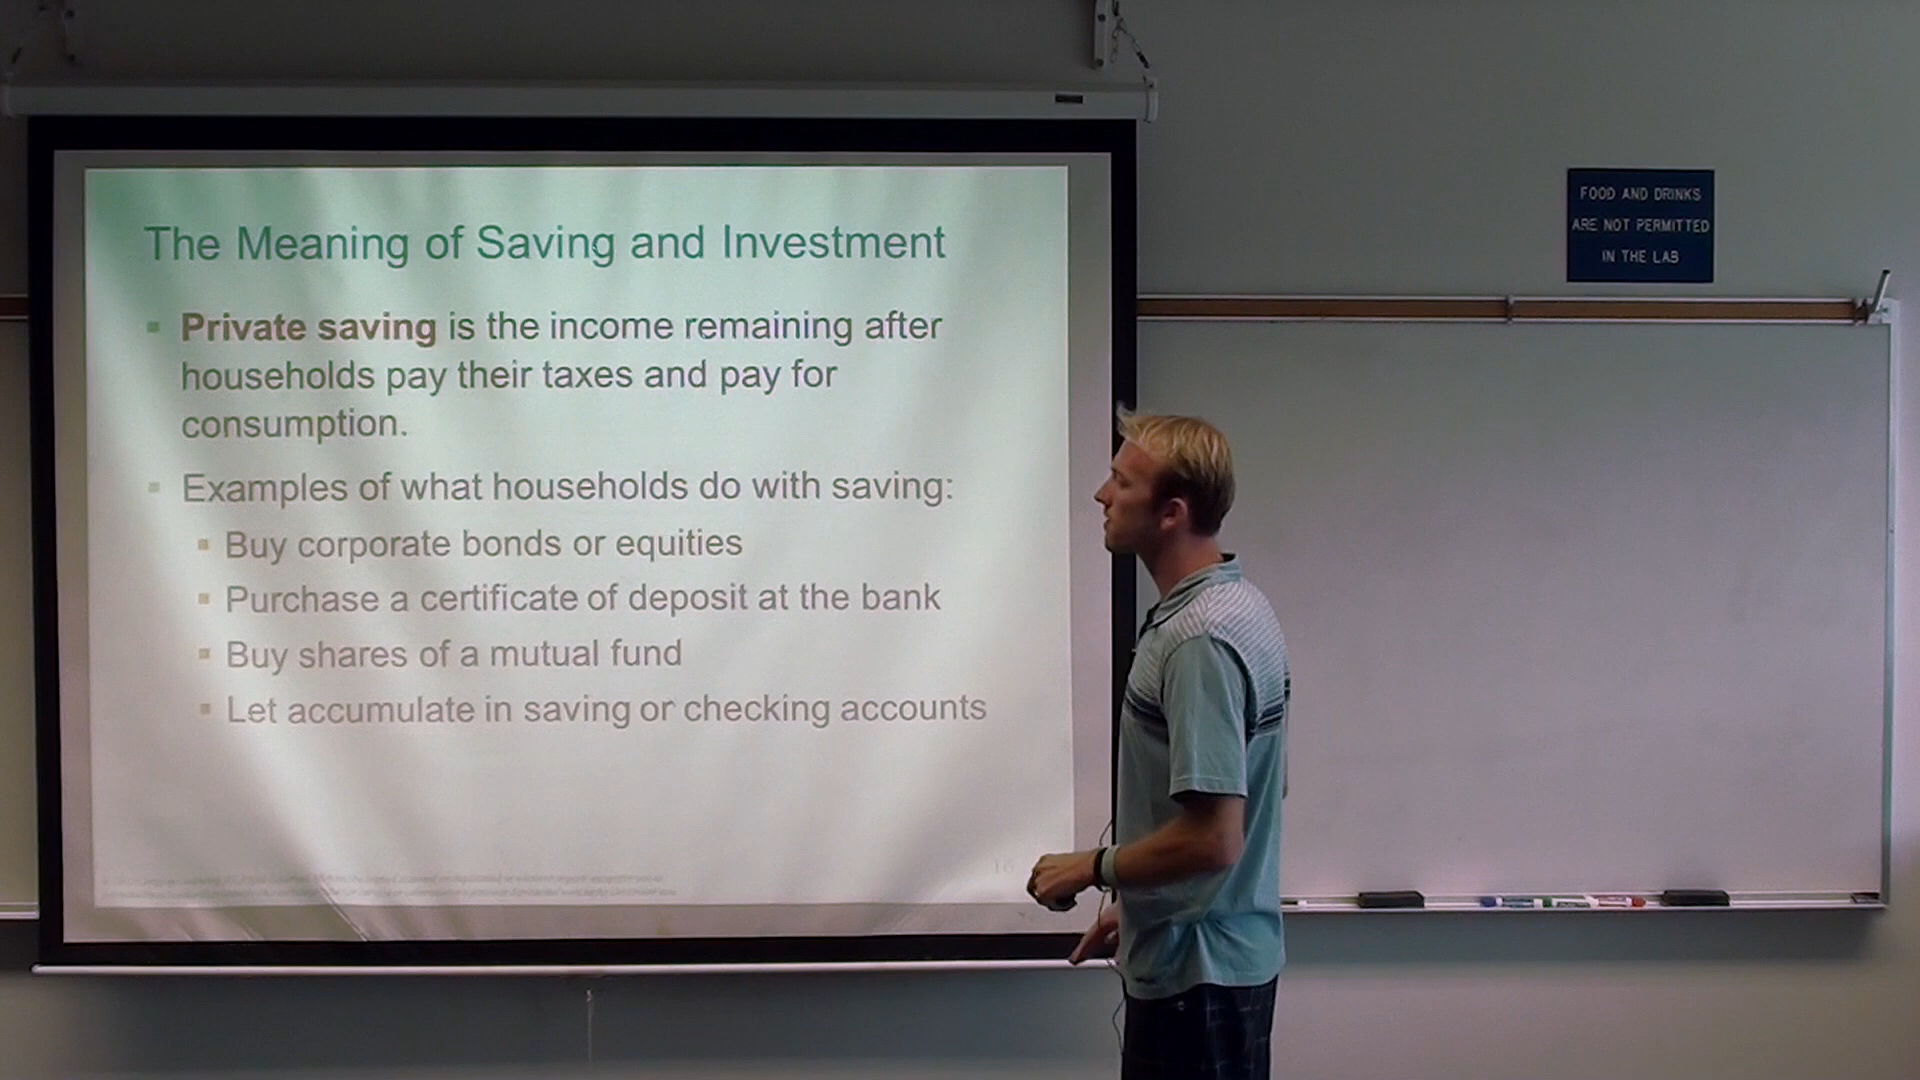 The Meaning of Saving and Investment
Private saving is the income remaining after
households pay their taxes and pay for
consumption.
Examples of what households do with saving:
Buy corporate bonds or equities
Purchase a certificate of deposit at the bank
Buy shares of a mutual fund
Let accumulate in saving or checking accounts
FOOD AND DRINKS
ARE NOT PERMITTED
IN THE LAB